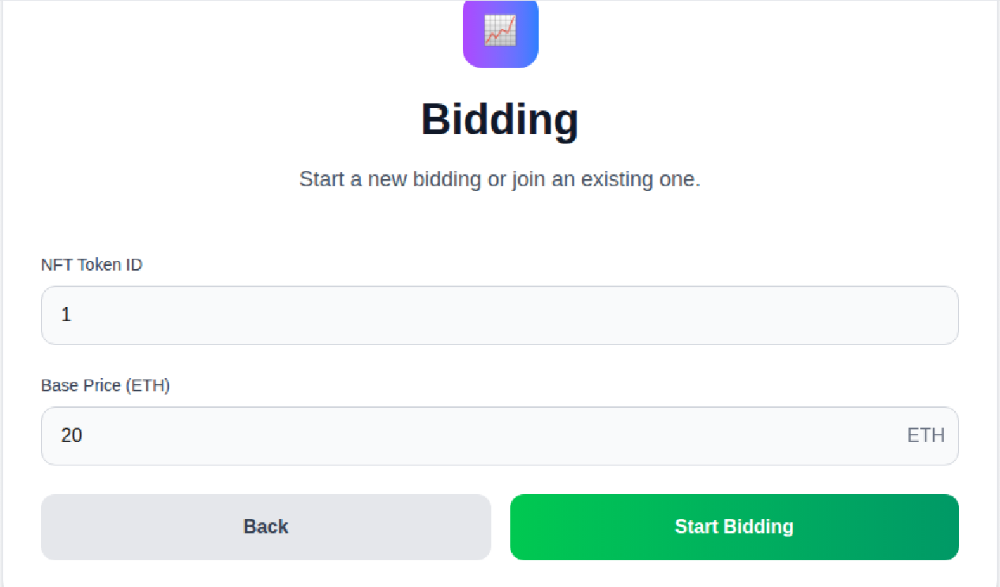 Bidding
Start a new bidding or join an existing one.
NFT Token ID
1
Base Price (ETH)
20 ETH
Back Start Bidding